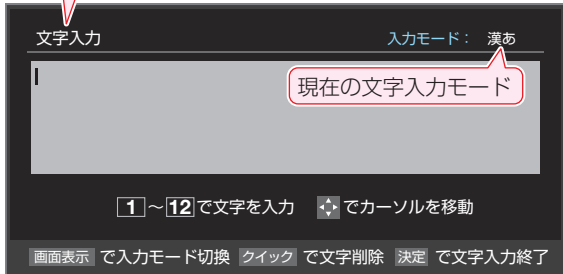 文字入力 入力モード： 漢あ
現在の文字入力モード
1～12で文字を入力 でカーソルを移動
画面表示 で入力モード切換 クイック で文字削除 決定 で文字入力終了